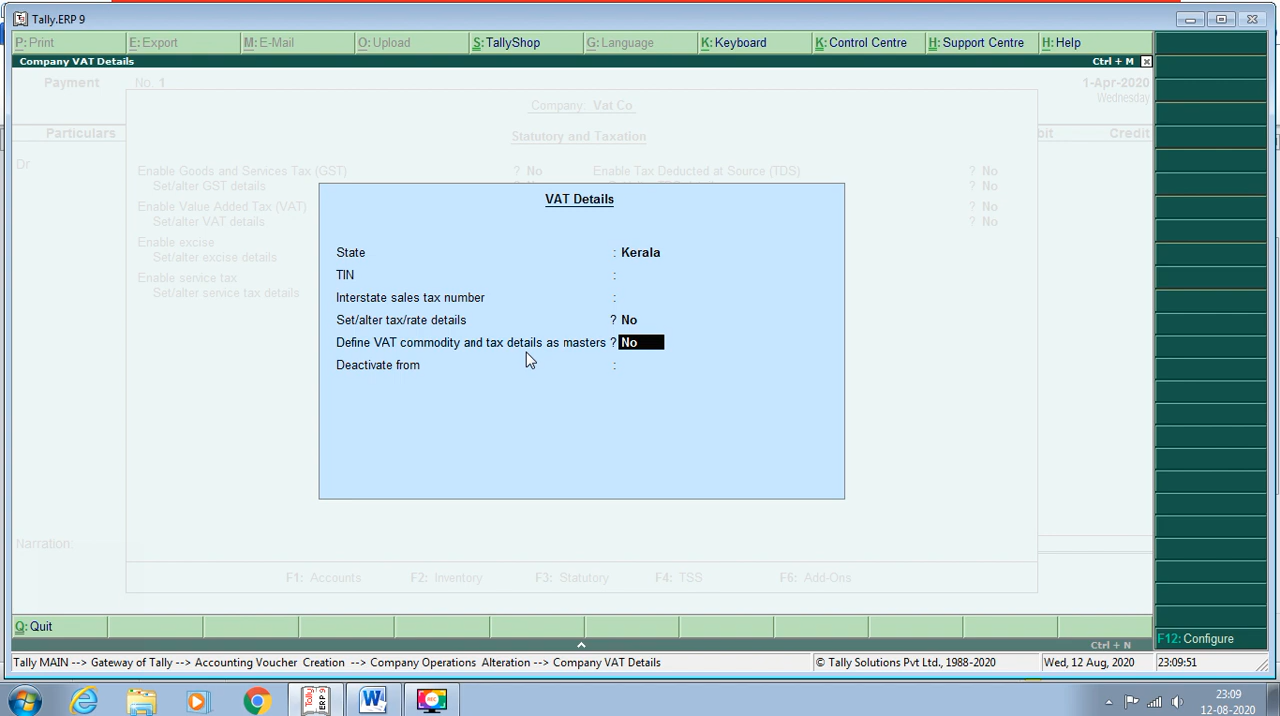 Tally.ERP 9
P: Print E: Export M: E-Mail O: Upload S: TallyShop G: Language K: Keyboard K: Control Centre H: Support Centre H: Help
Company VAT Details Ctrl + M
Payment No. 1 1-Apr-2020
Company: Vat Co Wednesday
Particulars Statutory and Taxation bit Credit
Dr
Enable Goods and Services Tax (GST) ? No Enable Tax Deducted at Source (TDS) ? No
Set/alter GST details ? No
Enable Value Added Tax (VAT) ? No
Set/alter VAT details ? No
Enable excise
Set/alter excise details
Enable service tax
Set/alter service tax details
VAT Details
State : Kerala
TIN :
Interstate sales tax number :
Set/alter tax/rate details ? No
Define VAT commodity and tax details as masters ? No
Deactivate from :
Narration:
F1: Accounts F2: Inventory F3: Statutory F4: TSS F6: Add-Ons
Q: Quit
F12: Configure
Ctrl + N
Tally MAIN --> Gateway of Tally --> Accounting Voucher Creation --> Company Operations Alteration --> Company VAT Details © Tally Solutions Pvt Ltd., 1988-2020 Wed, 12 Aug, 2020 23:09:51
23:09
12-08-2020